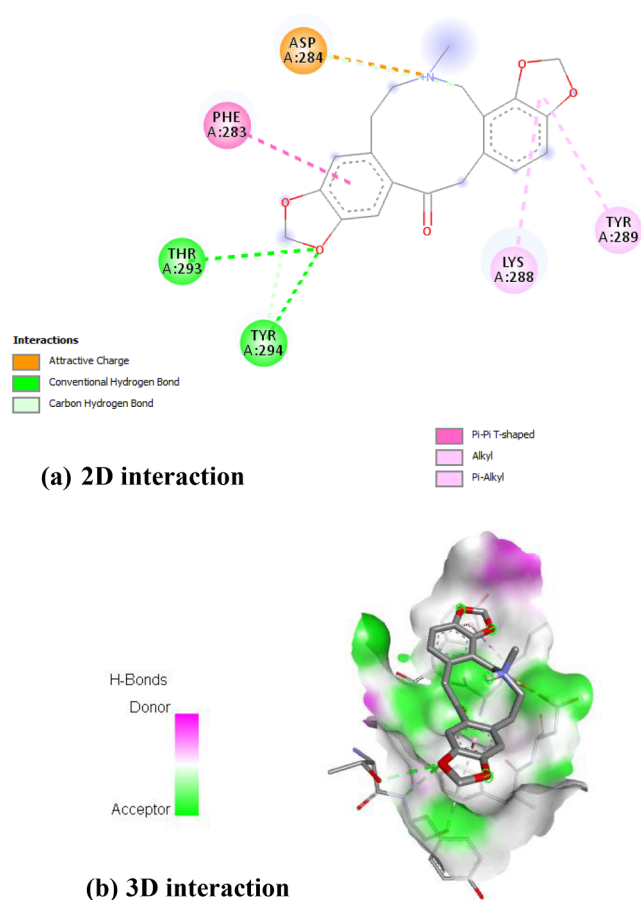 ASP
A:284
PHE
A:283
THR
A:293
TYR
A:294
LYS
A:288
TYR
A:289
+N
O
O
O
O
O
Interactions
Attractive Charge
Conventional Hydrogen Bond
Carbon Hydrogen Bond
Pi-Pi T-shaped
Alkyl
Pi-Alkyl
(a) 2D interaction
H-Bonds
Donor
Acceptor
(b) 3D interaction